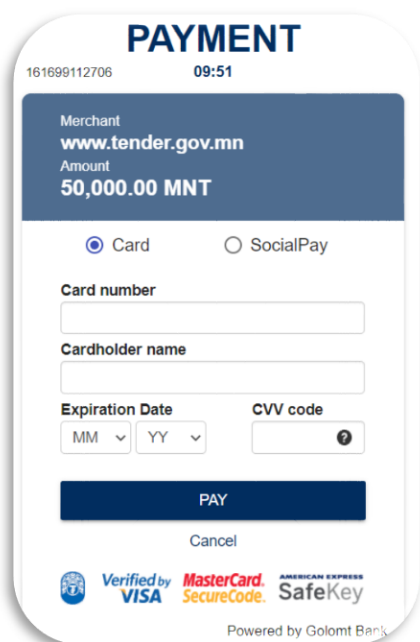 PAYMENT
161699112706 09:51
Merchant
www.tender.gov.mn
Amount
50,000.00 MNT
Card SocialPay
Card number
Cardholder name
Expiration Date CVV code
MM YY ?
PAY
Cancel
Verified by VISA MasterCard. SecureCode. AMERICAN EXPRESS SafeKey
Powered by Golomt Bank